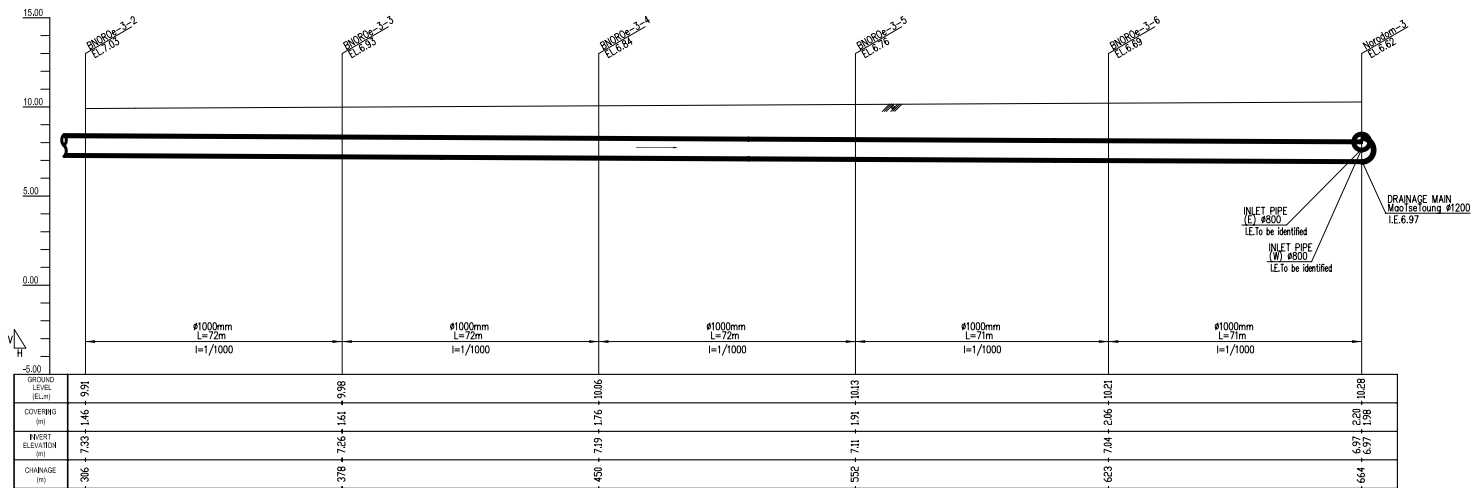 15.00
10.00
5.00
0.00
-5.00
V
H
BNOROe-3-2
EL.7.03
BNOROe-3-3
EL.6.93
BNOROe-3-4
EL.6.84
BNOROe-3-5
EL.6.76
BNOROe-3-6
EL.6.69
Norodom-3
EL.6.62
INLET PIPE
(E) ø800
I.E.To be identified
INLET PIPE
(W) ø800
I.E.To be identified
DRAINAGE MAIN
MaoTseToung ø1200
I.E.6.97
ø1000mm
L=72m
I=1/1000
ø1000mm
L=72m
I=1/1000
ø1000mm
L=72m
I=1/1000
ø1000mm
L=71m
I=1/1000
ø1000mm
L=71m
I=1/1000
GROUND
LEVEL
(EL.m)
9.91
9.98
10.06
10.13
10.21
10.28
COVERING
(m)
1.46
1.61
1.76
1.91
2.06
2.20
1.98
INVERT
ELEVATION
(m)
7.33
7.26
7.19
7.11
7.04
6.97
6.97
CHAINAGE
(m)
306
378
450
552
623
664